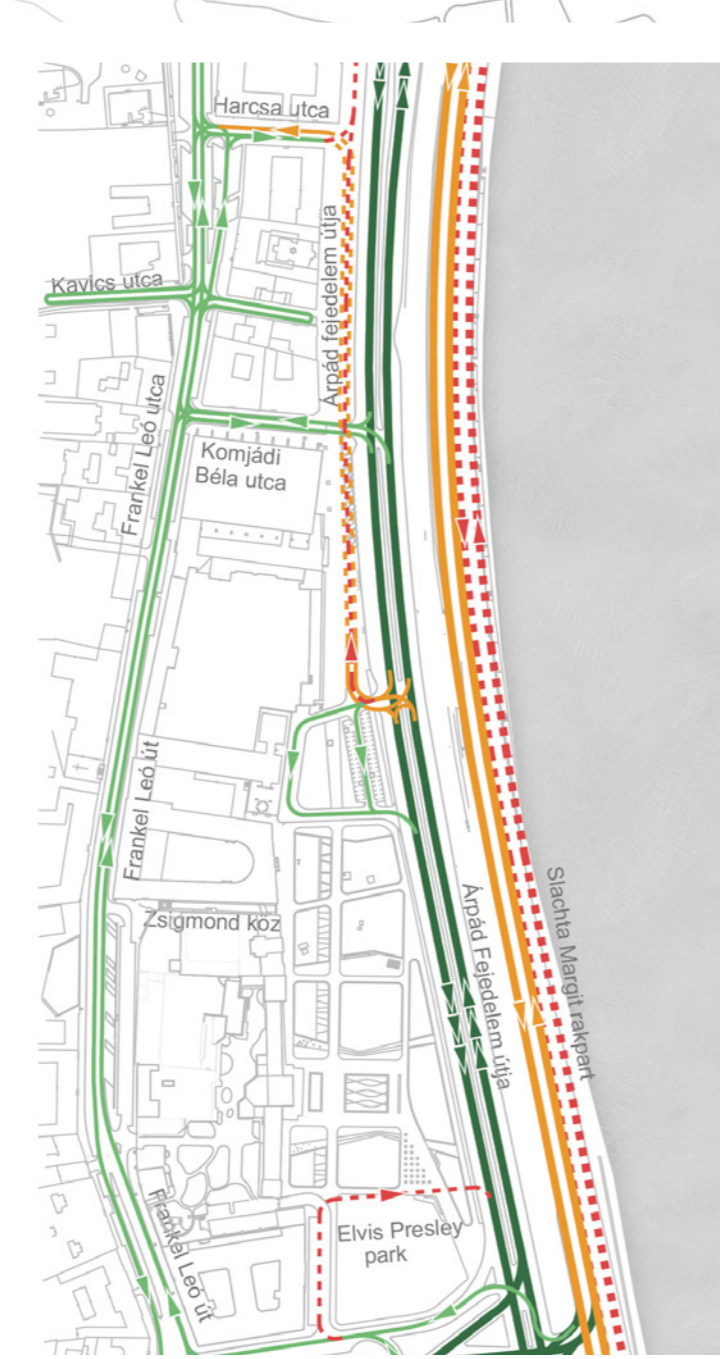 Harcsa utca
Árpád fejedelem útja
Kavics utca
Frankel Leó utca
Komjádi
Béla utca
Frankel Leó út
Zsigmond köz
Slachta Margit rakpart
Árpád Fejedelem útja
Elvis Presley
park
Frankel Leó út